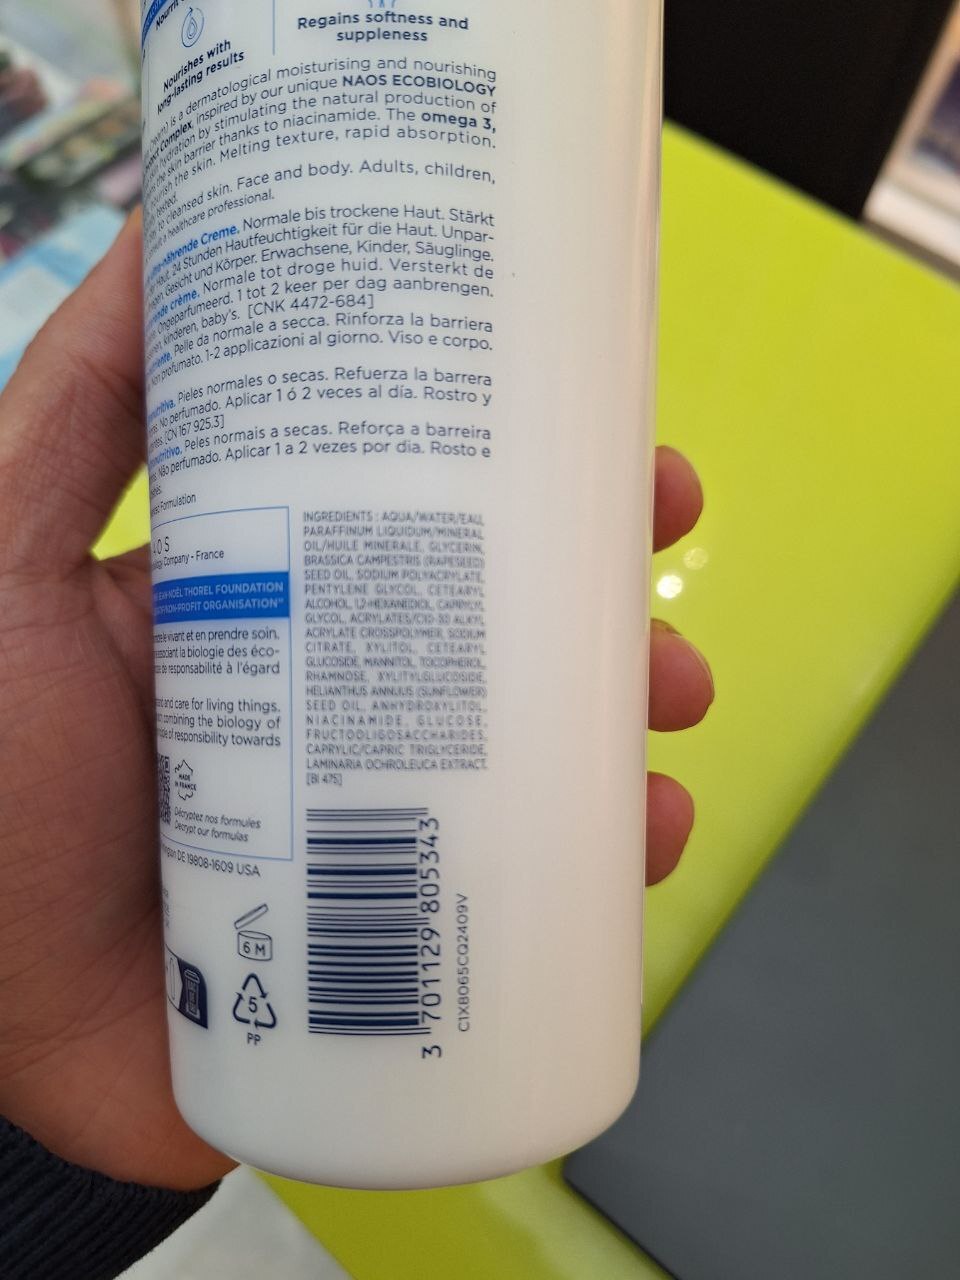 Nourrit
Nourishes with
long-lasting results
Regains softness and
suppleness
is a dermatological moisturising and nourishing
Complex, inspired by our unique NAOS ECOBIOLOGY
hydration by stimulating the natural production of
the skin barrier thanks to niacinamide. The omega 3,
nourish the skin. Melting texture, rapid absorption.
tested.
to cleansed skin. Face and body. Adults, children,
consult a healthcare professional.
ultra-nährende Creme. Normale bis trockene Haut. Stärkt
der Haut. 24 Stunden Hautfeuchtigkeit für die Haut. Unpar-
Gesicht und Körper. Erwachsene, Kinder, Säuglinge.
crème. Normale tot droge huid. Versterkt de
Ongeparfumeerd. 1 tot 2 keer per dag aanbrengen.
kinderen, baby's. [CNK 4472-684]
Pelle da normale a secca. Rinforza la barriera
Non profumato. 1-2 applicazioni al giorno. Viso e corpo.
Pieles normales o secas. Refuerza la barrera
No perfumado. Aplicar 1 ó 2 veces al día. Rostro y
[CN 167 925.3]
Peles normais a secas. Reforça a barreira
Não perfumado. Aplicar 1 a 2 vezes por dia. Rosto e
Formulation
Company - France
JEAN-NOËL THOREL FOUNDATION
NON-PROFIT ORGANISATION"
le vivant et en prendre soin.
associant la biologie des éco-
de responsabilité à l'égard
and care for living things.
combining the biology of
of responsibility towards
MADE
IN FRANCE
Décryptez nos formules
Decrypt our formulas
DE 19808-1609 USA
INGREDIENTS : AQUA/WATER/EAU,
PARAFFINUM LIQUIDUM/MINERAL
OIL/HUILE MINERALE, GLYCERIN,
BRASSICA CAMPESTRIS (RAPESEED)
SEED OIL, SODIUM POLYACRYLATE,
PENTYLENE GLYCOL, CETEARYL
ALCOHOL, 1,2-HEXANEDIOL, CAPRYLYL
GLYCOL, ACRYLATES/C10-30 ALKYL
ACRYLATE CROSSPOLYMER, SODIUM
CITRATE, XYLITOL, CETEARYL
GLUCOSIDE, MANNITOL, TOCOPHEROL,
RHAMNOSE, XYLITYLGLUCOSIDE,
HELIANTHUS ANNUUS (SUNFLOWER)
SEED OIL, ANHYDROXYLITOL,
NIACINAMIDE, GLUCOSE,
FRUCTOOLIGOSACCHARIDES,
CAPRYLIC/CAPRIC TRIGLYCERIDE,
LAMINARIA OCHROLEUCA EXTRACT.
[BI 475]
6 M
5
PP
3 701129 805343
C1X8065CQ2409V